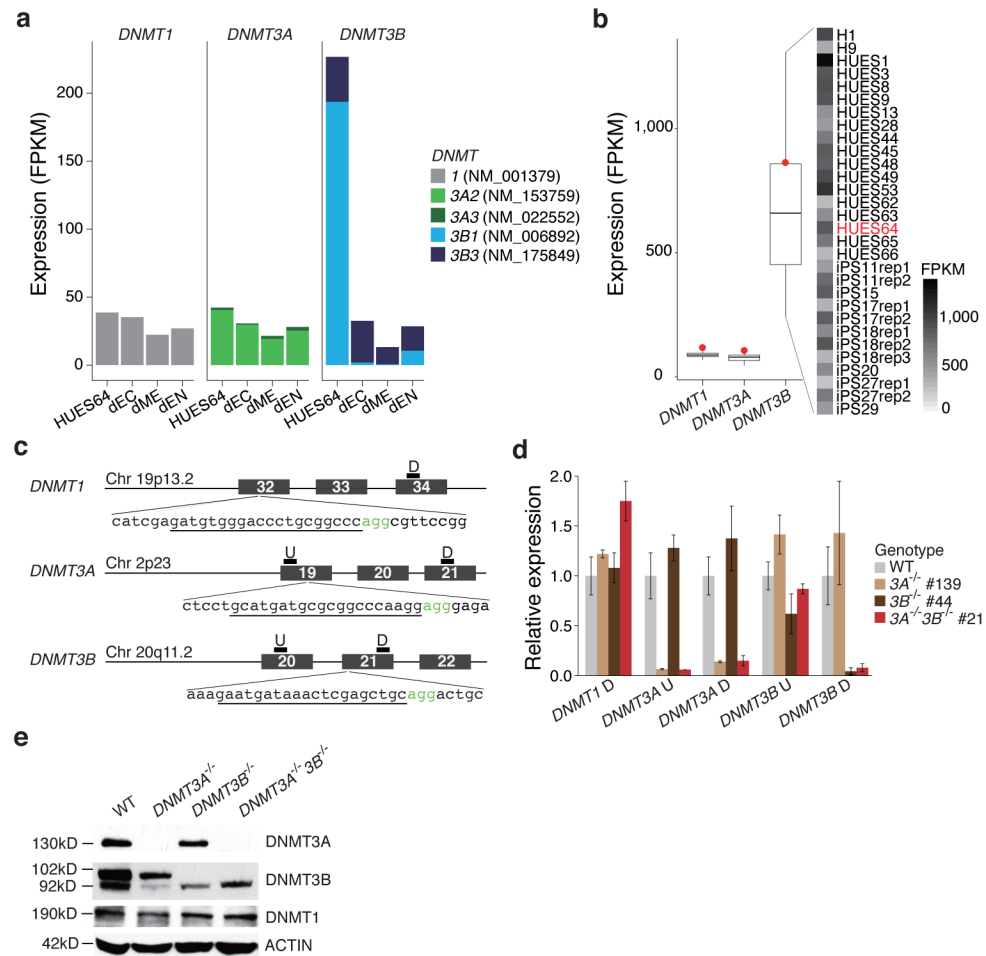 a
DNMT1
DNMT3A
DNMT3B
Expression (FPKM)
200
150
100
50
0
HUES64
dEC
dME
dEN
HUES64
dEC
dME
dEN
HUES64
dEC
dME
dEN
DNMT
1 (NM_001379)
3A2 (NM_153759)
3A3 (NM_022552)
3B1 (NM_006892)
3B3 (NM_175849)
b
Expression (FPKM)
1,000
500
0
DNMT1
DNMT3A
DNMT3B
H1
H9
HUES1
HUES3
HUES8
HUES9
HUES13
HUES28
HUES44
HUES45
HUES48
HUES49
HUES53
HUES62
HUES63
HUES64
HUES65
HUES66
iPS11rep1
iPS11rep2
iPS15
iPS17rep1
iPS17rep2
iPS18rep1
iPS18rep2
iPS18rep3
iPS20
iPS27rep1
iPS27rep2
iPS29
FPKM
1,000
500
0
c
DNMT1
Chr 19p13.2
D
32 33 34
catcgagatgtgggaccctgcggcccaggcgttccgg
DNMT3A
Chr 2p23
U D
19 20 21
ctcctgcatgatgcgcggcccaaggagggaga
DNMT3B
Chr 20q11.2
U D
20 21 22
aaagaatgataaactcgagctgcaggactgc
d
Relative expression
2.0
1.5
1.0
0.5
0.0
DNMT1 D
DNMT3A U
DNMT3A D
DNMT3B U
DNMT3B D
Genotype
WT
3A-/- #139
3B-/- #44
3A-/-3B-/- #21
e
WT
DNMT3A-/-
DNMT3B-/-
DNMT3A-/- 3B-/-
130kD
DNMT3A
102kD
92kD
DNMT3B
190kD
DNMT1
42kD
ACTIN